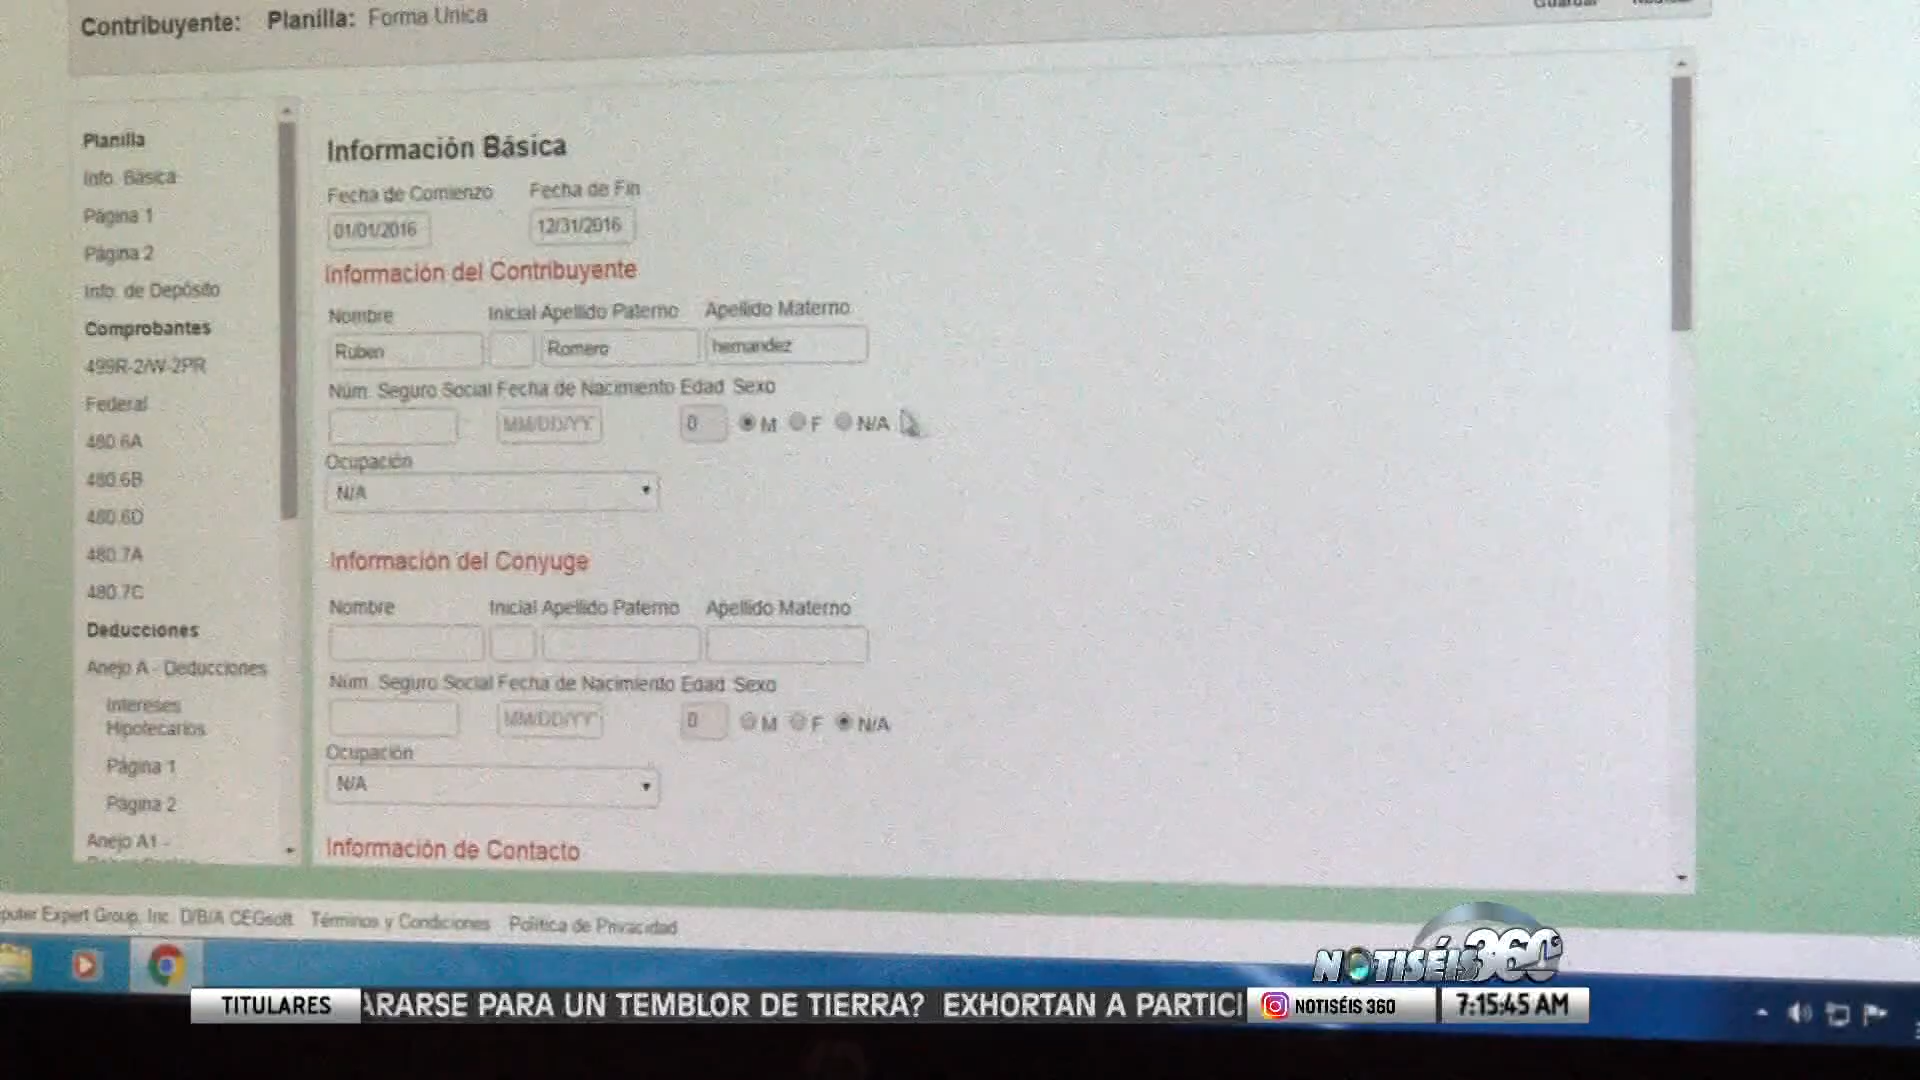 Contribuyente: Planilla: Forma Unica
Planilla
Info. Básica
Página 1
Página 2
Info. de Depósito
Comprobantes
499R-2/W-2PR
Federal
480.6A
480.6B
480.6D
480.7A
480.7C
Deducciones
Anejo A - Deducciones
Intereses
Hipotecarios
Página 1
Página 2
Anejo A1 -
Información Básica
Fecha de Comienzo Fecha de Fin
01/01/2016 12/31/2016
Información del Contribuyente
Nombre Inicial Apellido Paterno Apellido Materno
Ruben Romero hernandez
Núm. Seguro Social Fecha de Nacimiento Edad Sexo
MM/DD/YY 0 M F N/A
Ocupación
N/A
Información del Conyuge
Nombre Inicial Apellido Paterno Apellido Materno
Núm. Seguro Social Fecha de Nacimiento Edad Sexo
MM/DD/YY 0 M F N/A
Ocupación
N/A
Información de Contacto
puter Expert Group, Inc. D/B/A CEGsoft Términos y Condiciones Política de Privacidad
NOTISÉIS 360°
TITULARES ARARSE PARA UN TEMBLOR DE TIERRA? EXHORTAN A PARTICI NOTISÉIS 360 7:15:45 AM